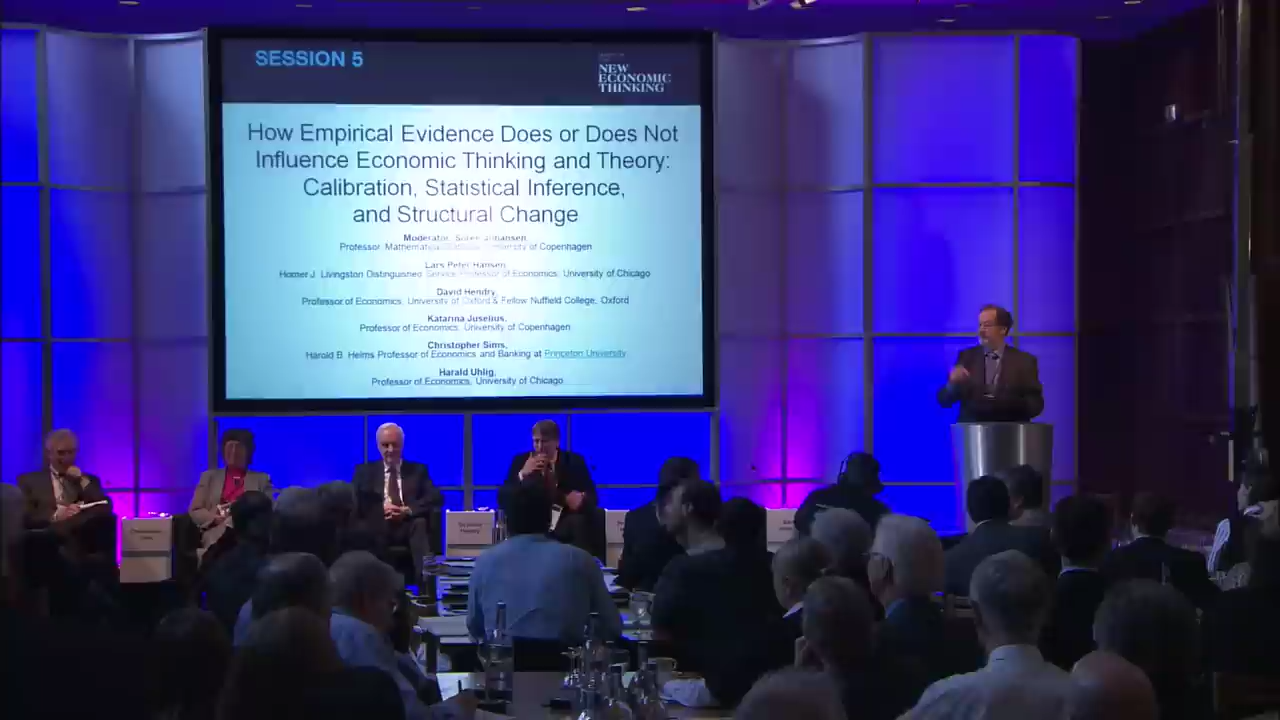 SESSION 5
NEW
ECONOMIC
THINKING
How Empirical Evidence Does or Does Not
Influence Economic Thinking and Theory:
Calibration, Statistical Inference,
and Structural Change
Moderator,
Professor, University of Copenhagen
Lars Peter Hansen,
Homer J. Livingston Distinguished Service Professor of Economics, University of Chicago
David Hendry,
Professor of Economics, University of Oxford & Fellow Nuffield College, Oxford
Katarina Juselius,
Professor of Economics, University of Copenhagen
Christopher Sims,
Harold B. Helms Professor of Economics and Banking at Princeton University
Harald Uhlig,
Professor of Economics, University of Chicago